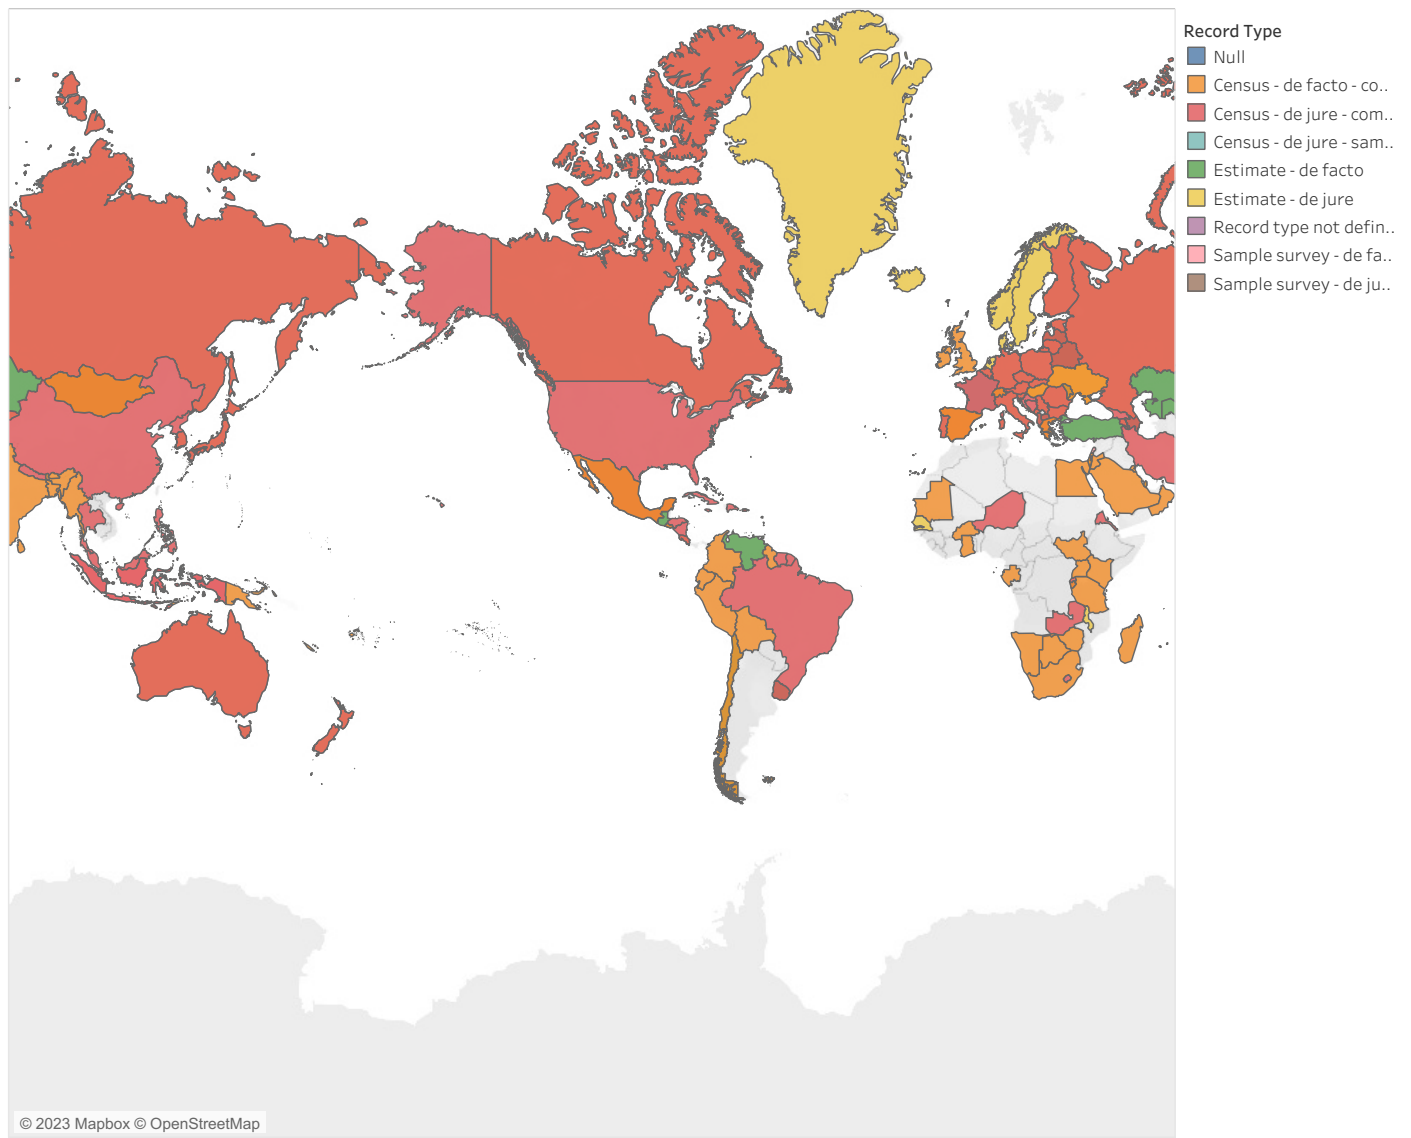 Record Type
Null
Census - de facto - co..
Census - de jure - com..
Census - de jure - sam..
Estimate - de facto
Estimate - de jure
Record type not defin..
Sample survey - de fa..
Sample survey - de ju..
© 2023 Mapbox © OpenStreetMap